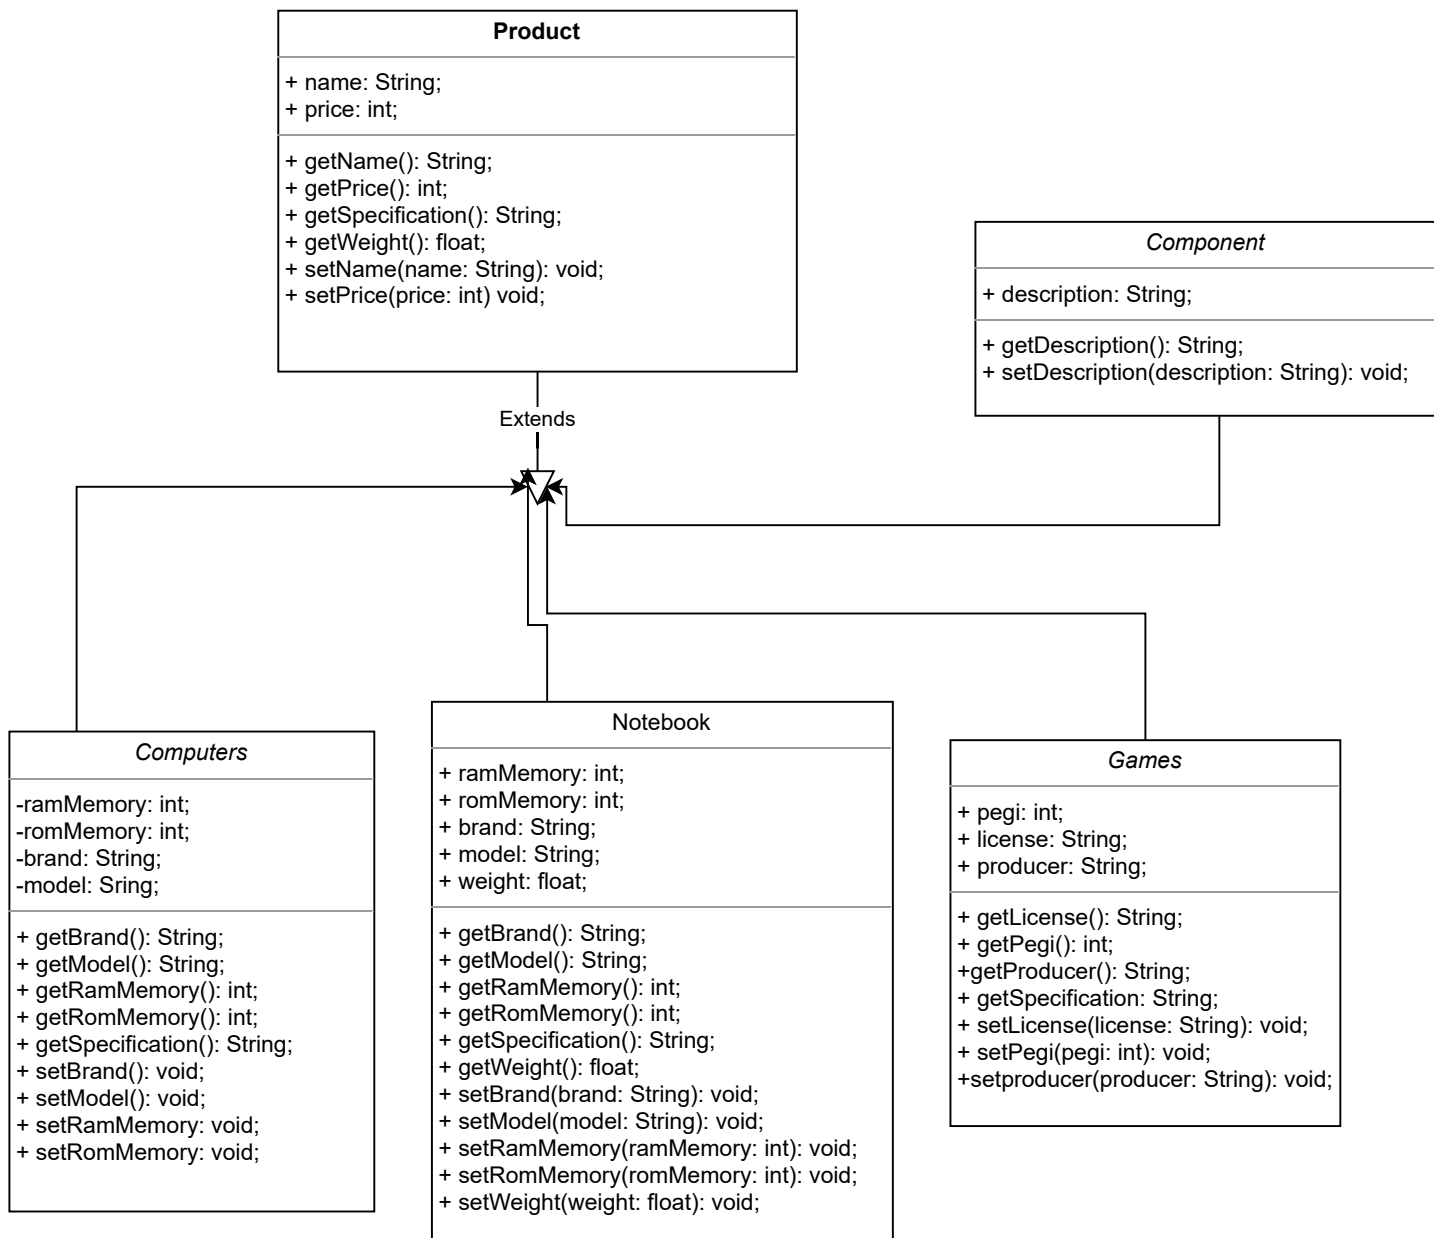 Product
+ name: String;
+ price: int;
+ getName(): String;
+ getPrice(): int;
+ getSpecification(): String;
+ getWeight(): float;
+ setName(name: String): void;
+ setPrice(price: int) void;
Component
+ description: String;
+ getDescription(): String;
+ setDescription(description: String): void;
Extends
Computers
-ramMemory: int;
-romMemory: int;
-brand: String;
-model: Sring;
+ getBrand(): String;
+ getModel(): String;
+ getRamMemory(): int;
+ getRomMemory(): int;
+ getSpecification(): String;
+ setBrand(): void;
+ setModel(): void;
+ setRamMemory: void;
+ setRomMemory: void;
Notebook
+ ramMemory: int;
+ romMemory: int;
+ brand: String;
+ model: String;
+ weight: float;
+ getBrand(): String;
+ getModel(): String;
+ getRamMemory(): int;
+ getRomMemory(): int;
+ getSpecification(): String;
+ getWeight(): float;
+ setBrand(brand: String): void;
+ setModel(model: String): void;
+ setRamMemory(ramMemory: int): void;
+ setRomMemory(romMemory: int): void;
+ setWeight(weight: float): void;
Games
+ pegi: int;
+ license: String;
+ producer: String;
+ getLicense(): String;
+ getPegi(): int;
+getProducer(): String;
+ getSpecification: String;
+ setLicense(license: String): void;
+ setPegi(pegi: int): void;
+setproducer(producer: String): void;